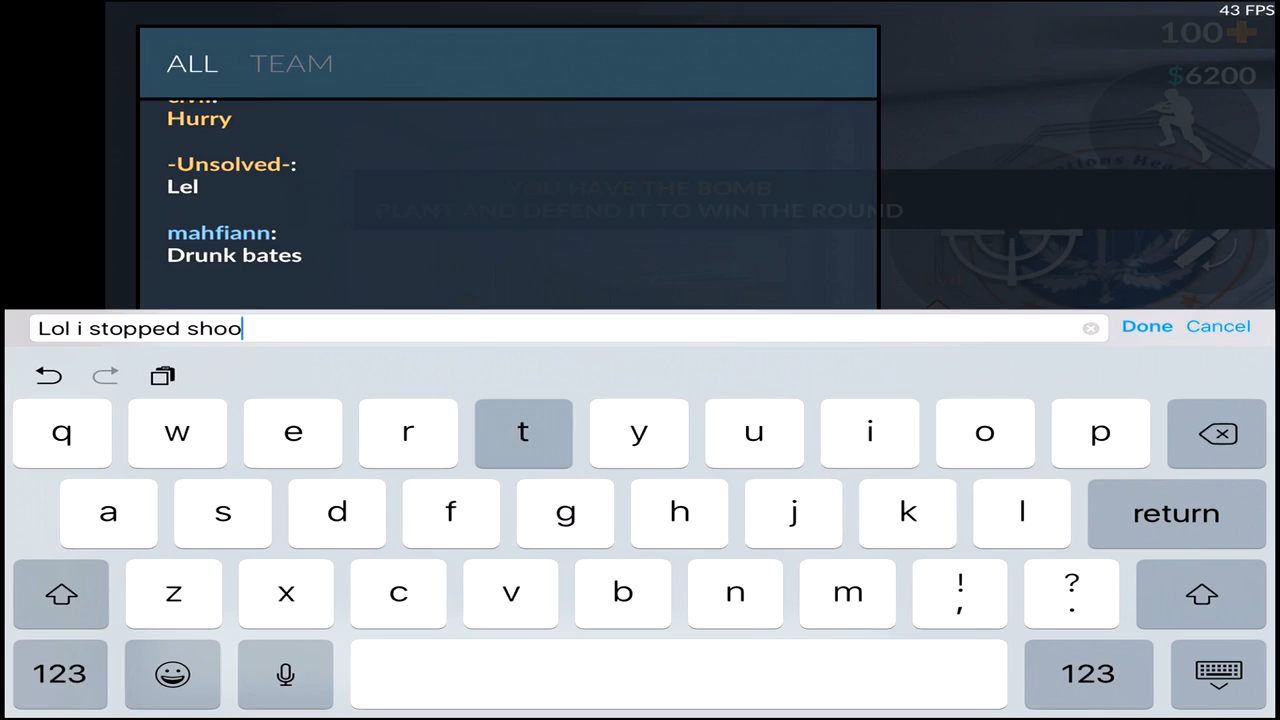 43 FPS
100
$6200
ALL TEAM
Hurry
-Unsolved-:
Lel
YOU HAVE THE BOMB
PLANT AND DEFEND IT TO WIN THE ROUND
mahfiann:
Drunk bates
Lol i stopped shoo
Done Cancel
q w e r t y u i o p
a s d f g h j k l return
z x c v b n m ! , ? .
123 123